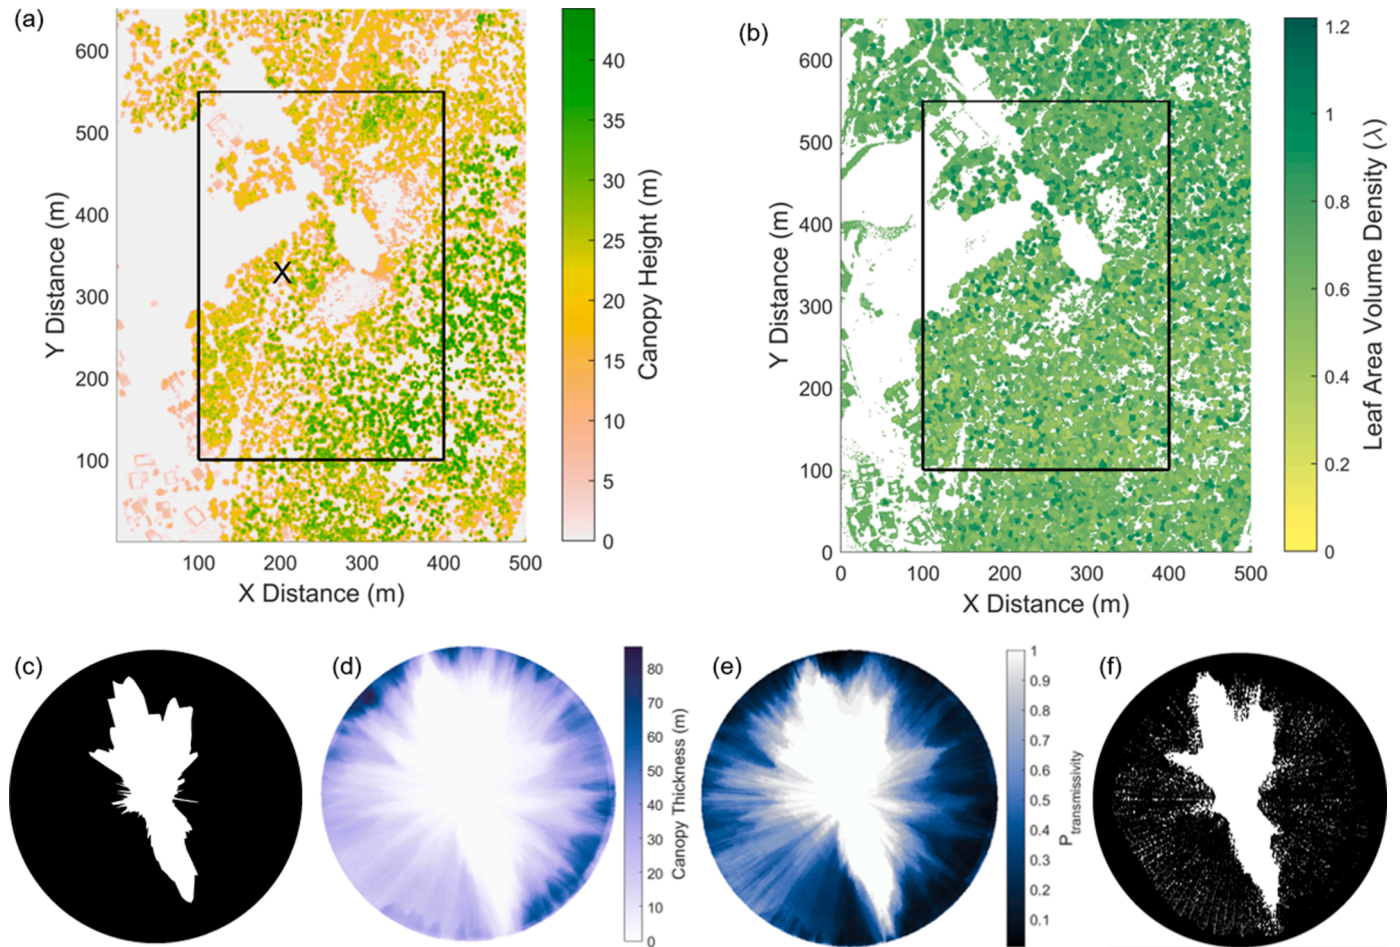 (a)
600
500
400
300
200
100
Y Distance (m)
100 200 300 400 500
X Distance (m)
X
40
35
30
25
20
15
10
5
0
Canopy Height (m)
(b)
600
500
400
300
200
100
0
Y Distance (m)
0 100 200 300 400 500
X Distance (m)
1.2
1
0.8
0.6
0.4
0.2
0
Leaf Area Volume Density (λ)
(c)
(d)
80
70
60
50
40
30
20
10
0
Canopy Thickness (m)
(e)
1
0.9
0.8
0.7
0.6
0.5
0.4
0.3
0.2
0.1
Ptransmissivity
(f)